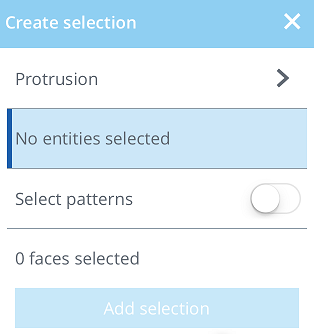 Create selection
Protrusion
No entities selected
Select patterns
0 faces selected
Add selection